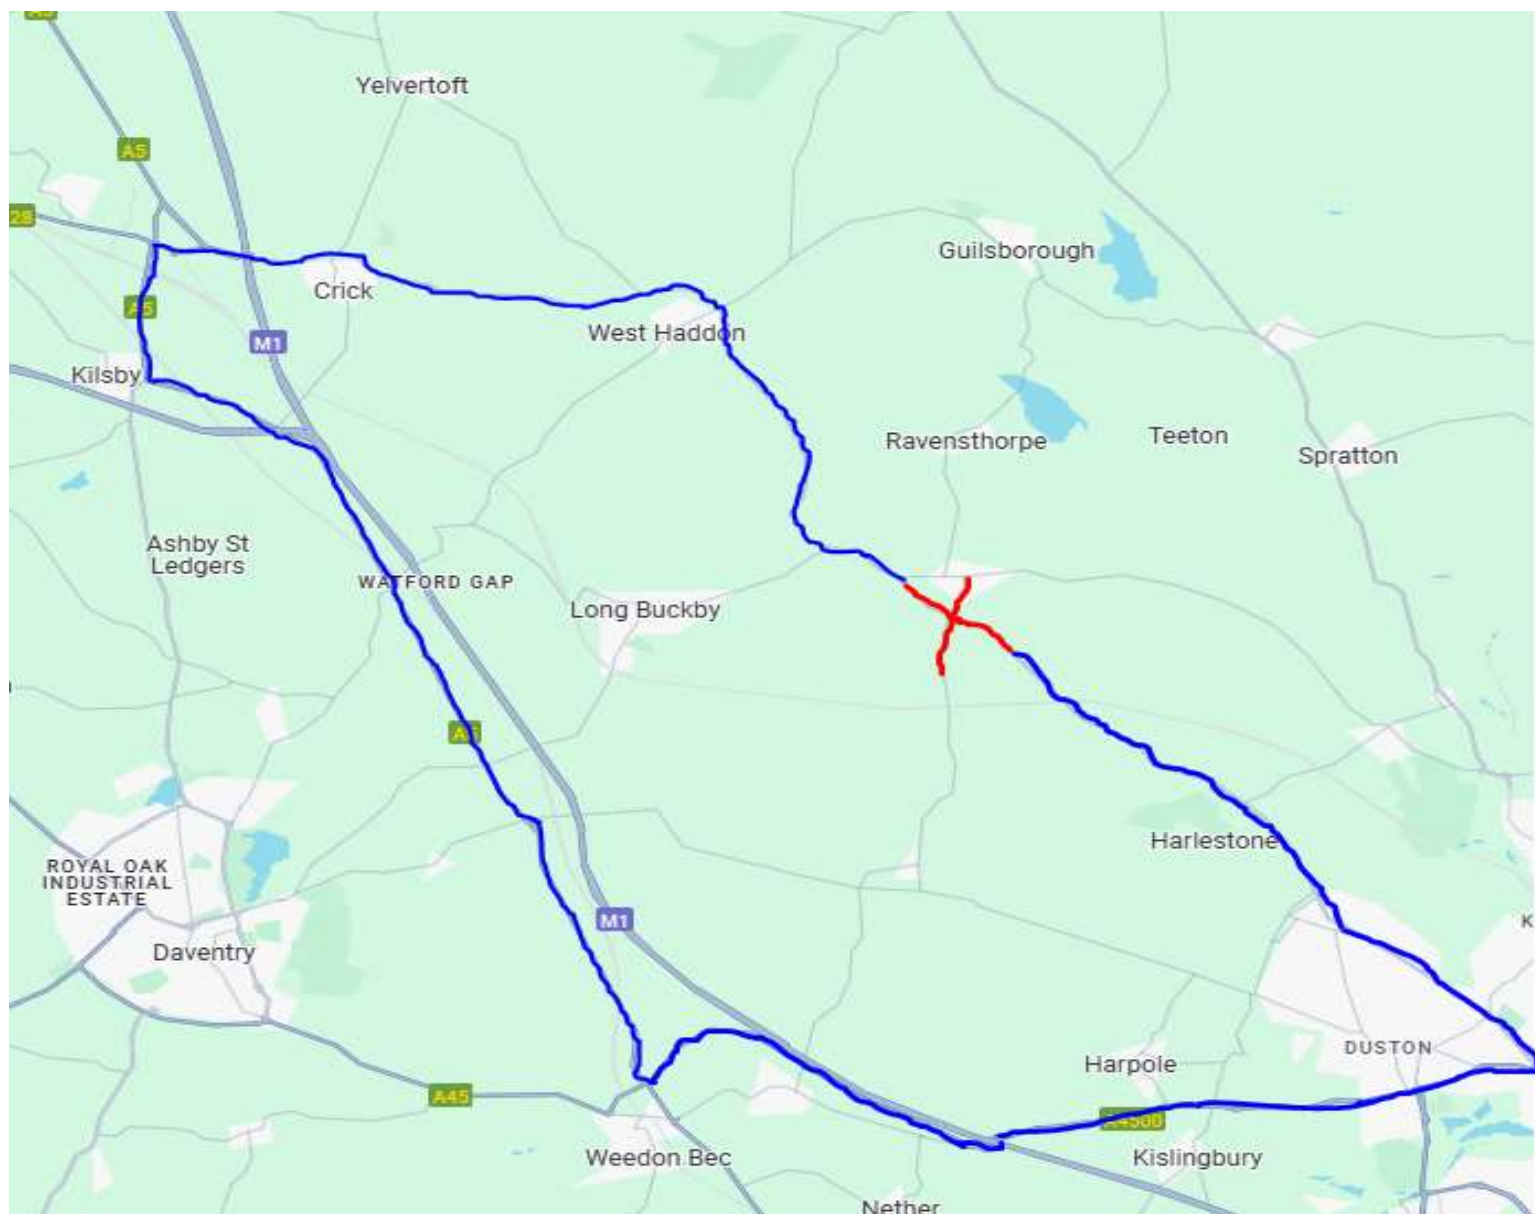 Yelvertoft
A5
28
Guilsborough
Crick
A5
M1
West Haddon
Kilsby
Ravensthorpe
Teeton
Spratton
Ashby St
Ledgers
WATFORD GAP
Long Buckby
A5
Harlestone
ROYAL OAK
INDUSTRIAL
ESTATE
M1
Daventry
K
DUSTON
Harpole
A45
A4500
Weedon Bec
Kislingbury
Nether